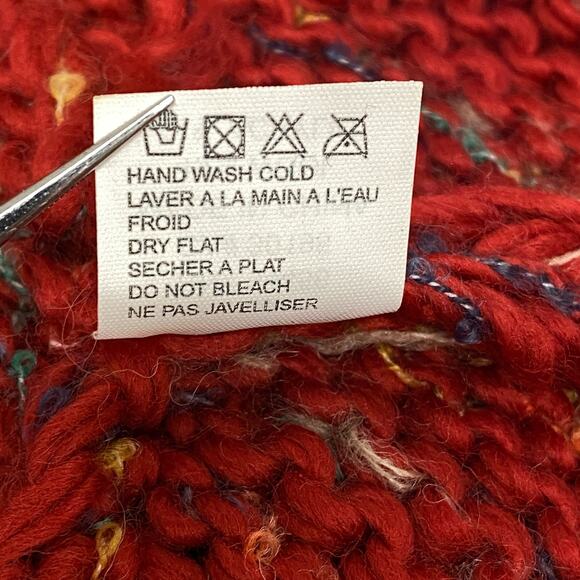 HAND WASH COLD
LAVER A LA MAIN A L'EAU
FROID
DRY FLAT
SECHER A PLAT
DO NOT BLEACH
NE PAS JAVELLISER